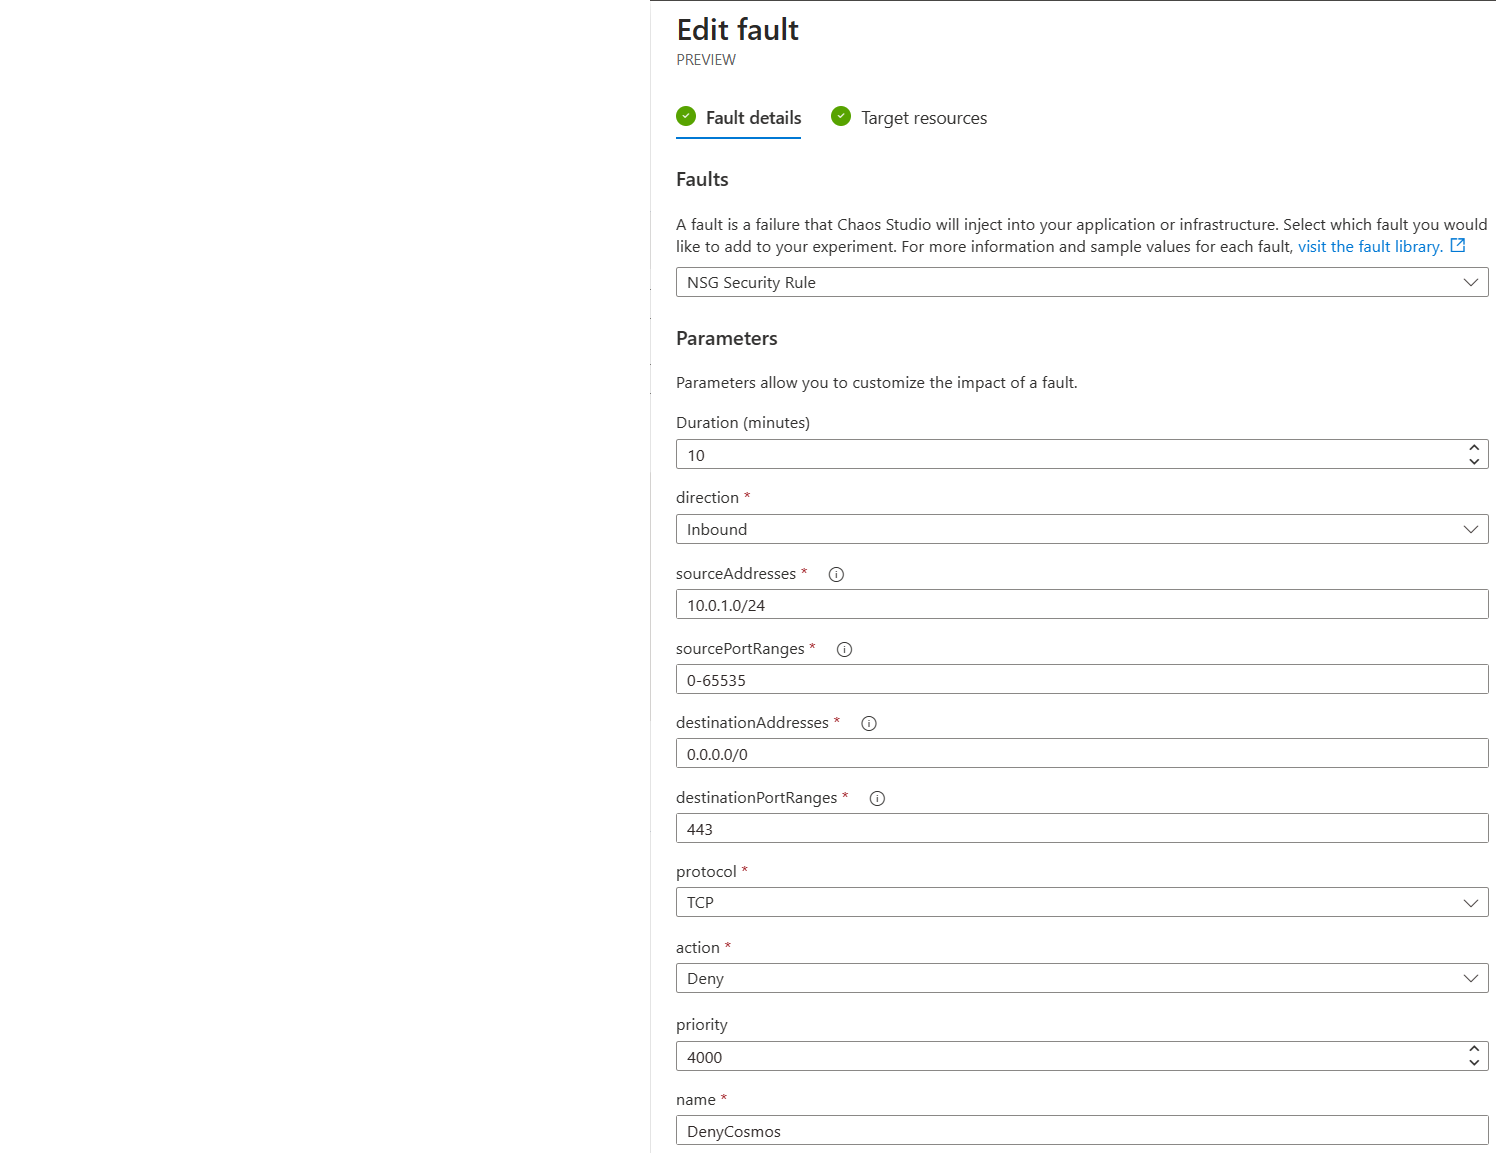 Edit fault
PREVIEW
Fault details
Target resources
Faults
A fault is a failure that Chaos Studio will inject into your application or infrastructure. Select which fault you would
like to add to your experiment. For more information and sample values for each fault, visit the fault library.
NSG Security Rule
Parameters
Parameters allow you to customize the impact of a fault.
Duration (minutes)
10
direction *
Inbound
sourceAddresses *
10.0.1.0/24
sourcePortRanges *
0-65535
destinationAddresses *
0.0.0.0/0
destinationPortRanges *
443
protocol *
TCP
action *
Deny
priority
4000
name *
DenyCosmos